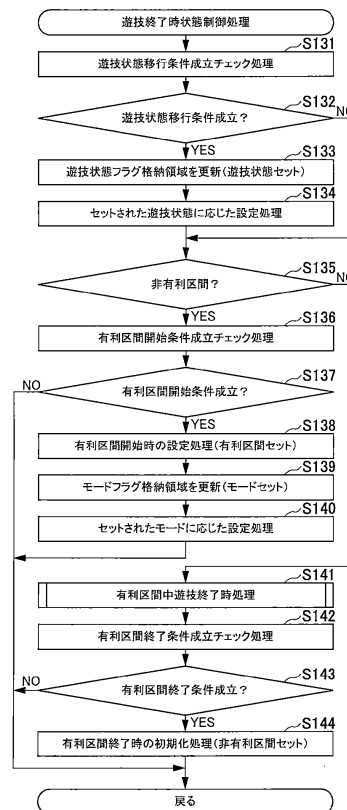 遊技終了時状態制御処理
S131
遊技状態移行条件成立チェック処理
S132
遊技状態移行条件成立?
NO
YES
S133
遊技状態フラグ格納領域を更新(遊技状態セット)
S134
セットされた遊技状態に応じた設定処理
S135
非有利区間?
NO
YES
S136
有利区間開始条件成立チェック処理
S137
NO
有利区間開始条件成立?
YES
S138
有利区間開始時の設定処理(有利区間セット)
S139
モードフラグ格納領域を更新(モードセット)
S140
セットされたモードに応じた設定処理
S141
有利区間中遊技終了時処理
S142
有利区間終了条件成立チェック処理
S143
NO
有利区間終了条件成立?
YES
S144
有利区間終了時の初期化処理(非有利区間セット)
戻る